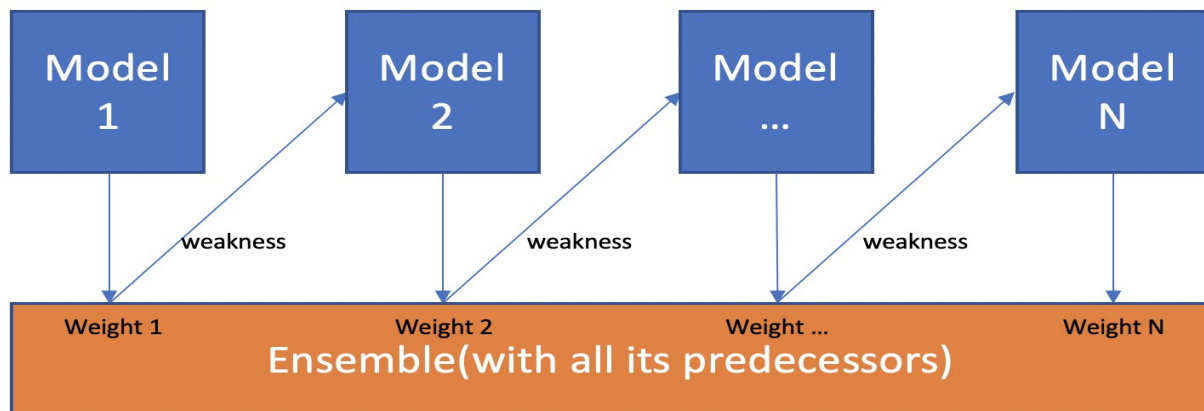 Model
1
Model
2
Model
...
Model
N
weakness
weakness
weakness
Weight 1
Weight 2
Weight ...
Weight N
Ensemble(with all its predecessors)